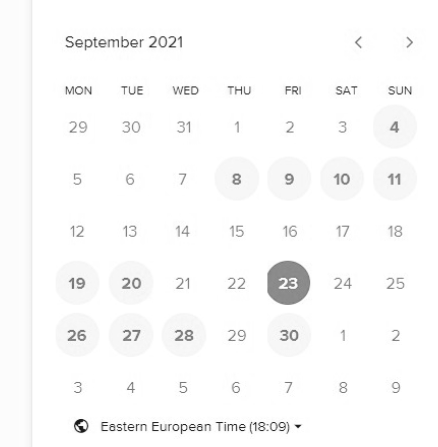 September 2021
MON TUE WED THU FRI SAT SUN
29 30 31 1 2 3 4
5 6 7 8 9 10 11
12 13 14 15 16 17 18
19 20 21 22 23 24 25
26 27 28 29 30 1 2
3 4 5 6 7 8 9
Eastern European Time (18:09)